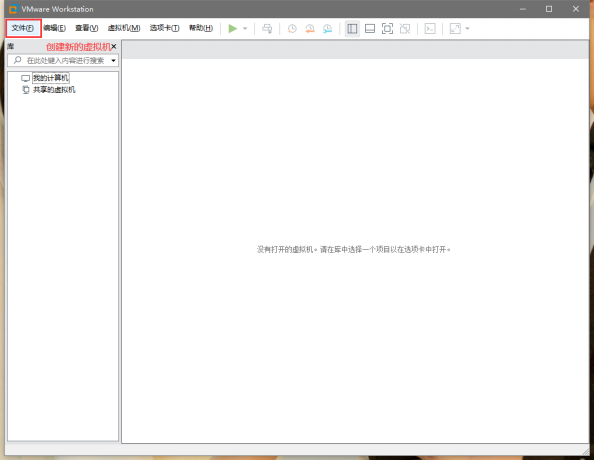 VMware Workstation
文件(F) 编辑(E) 查看(V) 虚拟机(M) 选项卡(T) 帮助(H)
库 创建新的虚拟机
在此处键入内容进行搜索
我的计算机
共享的虚拟机
没有打开的虚拟机。请在库中选择一个项目以在选项卡中打开。